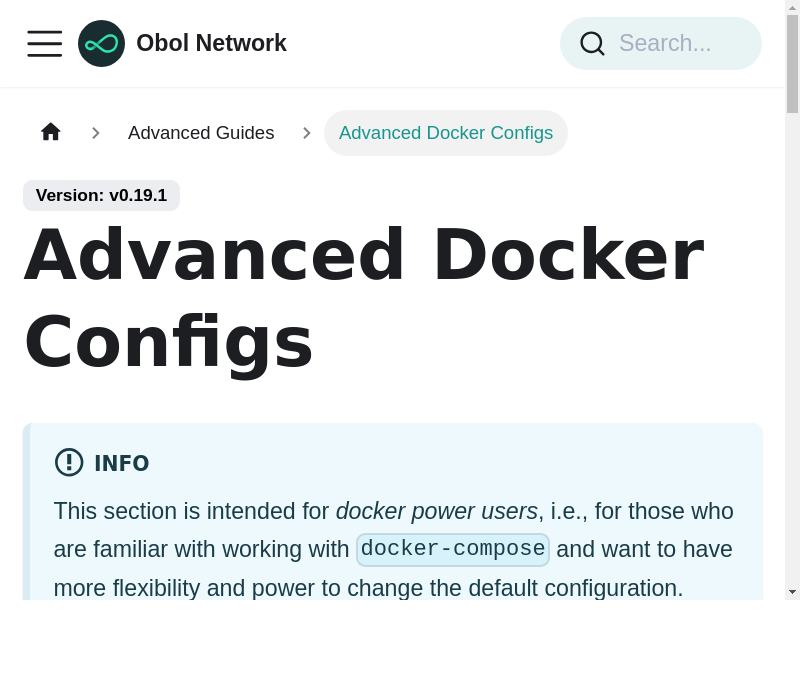 Obol Network
Search...
Advanced Guides
Advanced Docker Configs
Version: v0.19.1
Advanced Docker
Configs
INFO
This section is intended for docker power users, i.e., for those who
are familiar with working with docker-compose and want to have
more flexibility and power to change the default configuration.